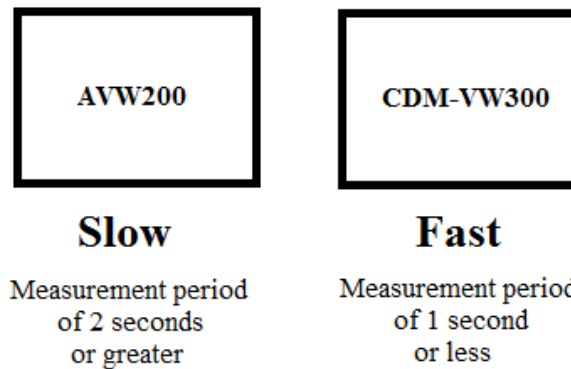 AVW200
CDM-VW300
Slow
Fast
Measurement period
of 2 seconds
or greater
Measurement period
of 1 second
or less